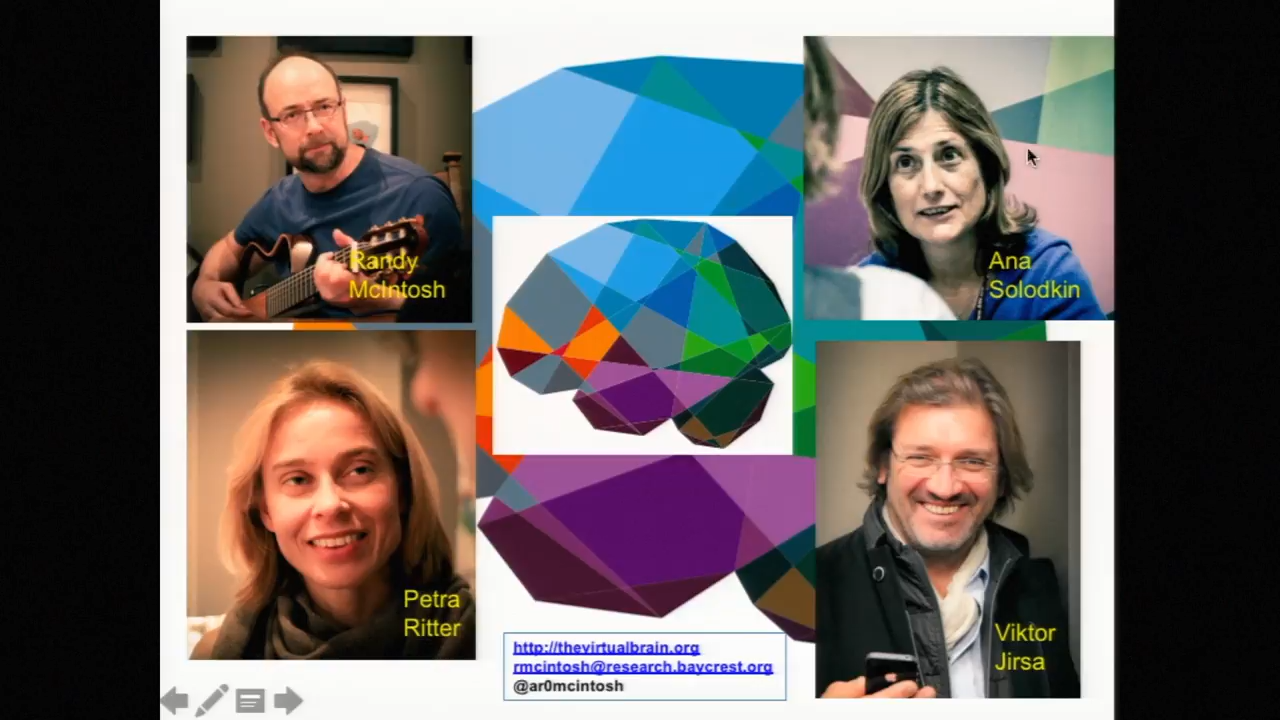 Randy
McIntosh
Ana
Solodkin
Petra
Ritter
Viktor
Jirsa
http://thevirtualbrain.org
rmcintosh@research.baycrest.org
@ar0mcintosh